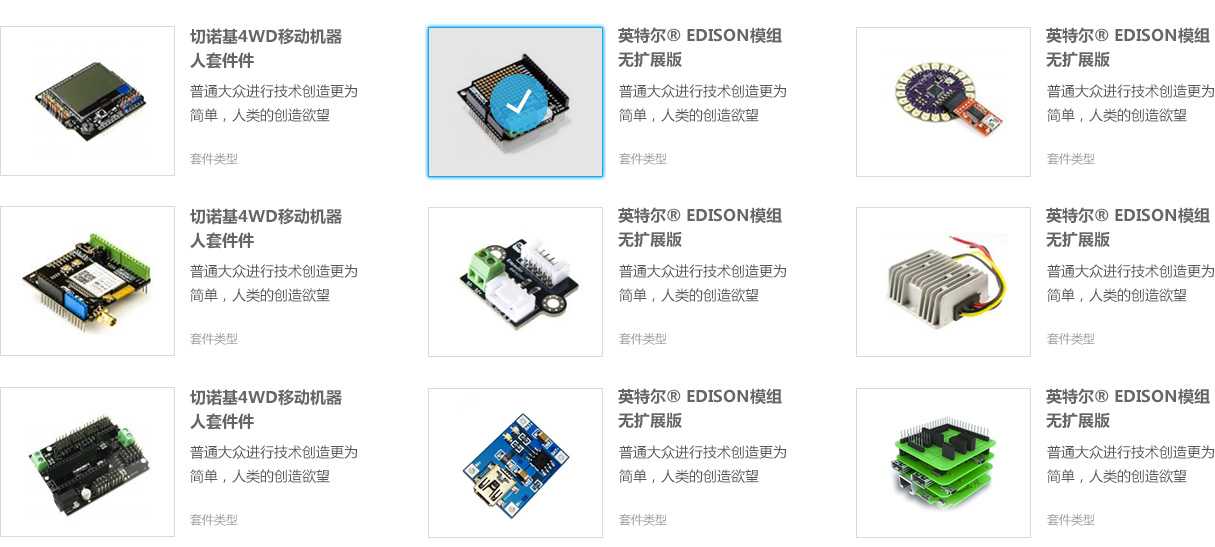 切诺基4WD移动机器
人套件件
普通大众进行技术创造更为
简单，人类的创造欲望
套件类型
英特尔® EDISON模组
无扩展版
普通大众进行技术创造更为
简单，人类的创造欲望
套件类型
英特尔® EDISON模组
无扩展版
普通大众进行技术创造更为
简单，人类的创造欲望
套件类型
切诺基4WD移动机器
人套件件
普通大众进行技术创造更为
简单，人类的创造欲望
套件类型
英特尔® EDISON模组
无扩展版
普通大众进行技术创造更为
简单，人类的创造欲望
套件类型
英特尔® EDISON模组
无扩展版
普通大众进行技术创造更为
简单，人类的创造欲望
套件类型
切诺基4WD移动机器
人套件件
普通大众进行技术创造更为
简单，人类的创造欲望
套件类型
英特尔® EDISON模组
无扩展版
普通大众进行技术创造更为
简单，人类的创造欲望
套件类型
英特尔® EDISON模组
无扩展版
普通大众进行技术创造更为
简单，人类的创造欲望
套件类型